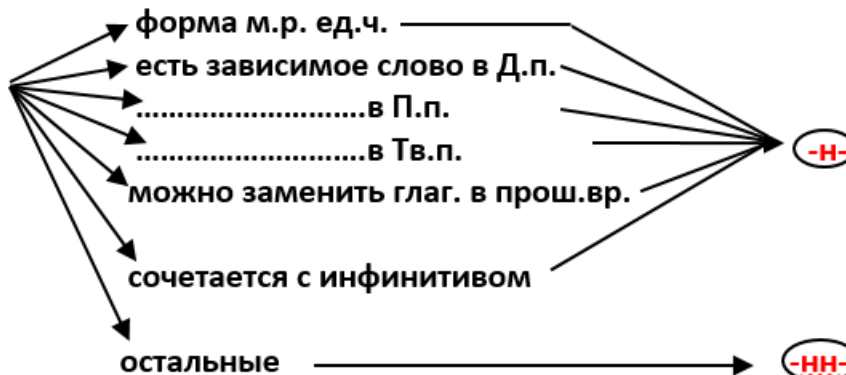 форма м.р. ед.ч.
есть зависимое слово в Д.п.
...........................в П.п.
...........................в Тв.п.
-н-
можно заменить глаг. в прош.вр.
сочетается с инфинитивом
остальные
-нн-